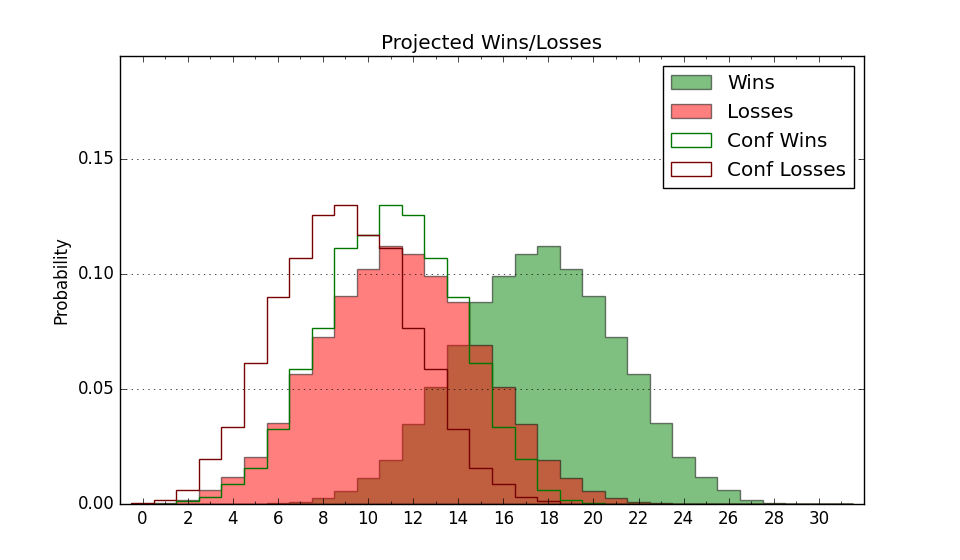 Projected Wins/Losses
Wins
Losses
Conf Wins
Conf Losses
Probability
0.15
0.10
0.05
0.00
0 2 4 6 8 10 12 14 16 18 20 22 24 26 28 30